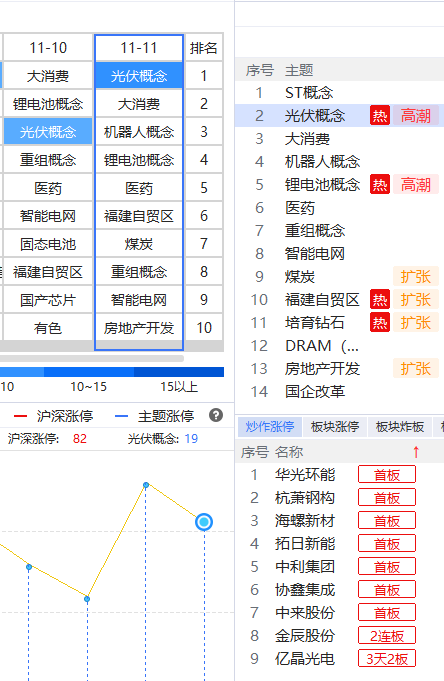 11-10 11-11 排名
大消费 光伏概念 1
锂电池概念 大消费 2
光伏概念 机器人概念 3
重组概念 锂电池概念 4
医药 医药 5
智能电网 福建自贸区 6
固态电池 煤炭 7
福建自贸区 重组概念 8
国产芯片 智能电网 9
有色 房地产开发 10
10 10~15 15以上
沪深涨停 主题涨停 ?
沪深涨停: 82 光伏概念: 19
序号 主题
1 ST概念
2 光伏概念 热 高潮
3 大消费
4 机器人概念
5 锂电池概念 热 高潮
6 医药
7 重组概念
8 智能电网
9 煤炭 扩张
10 福建自贸区 热 扩张
11 培育钻石 热 扩张
12 DRAM（...
13 房地产开发 扩张
14 国企改革
炒作涨停 板块涨停 板块炸板
序号 名称 ↑
1 华光环能 首板
2 杭萧钢构 首板
3 海螺新材 首板
4 拓日新能 首板
5 中利集团 首板
6 协鑫集成 首板
7 中来股份 首板
8 金辰股份 2连板
9 亿晶光电 3天2板